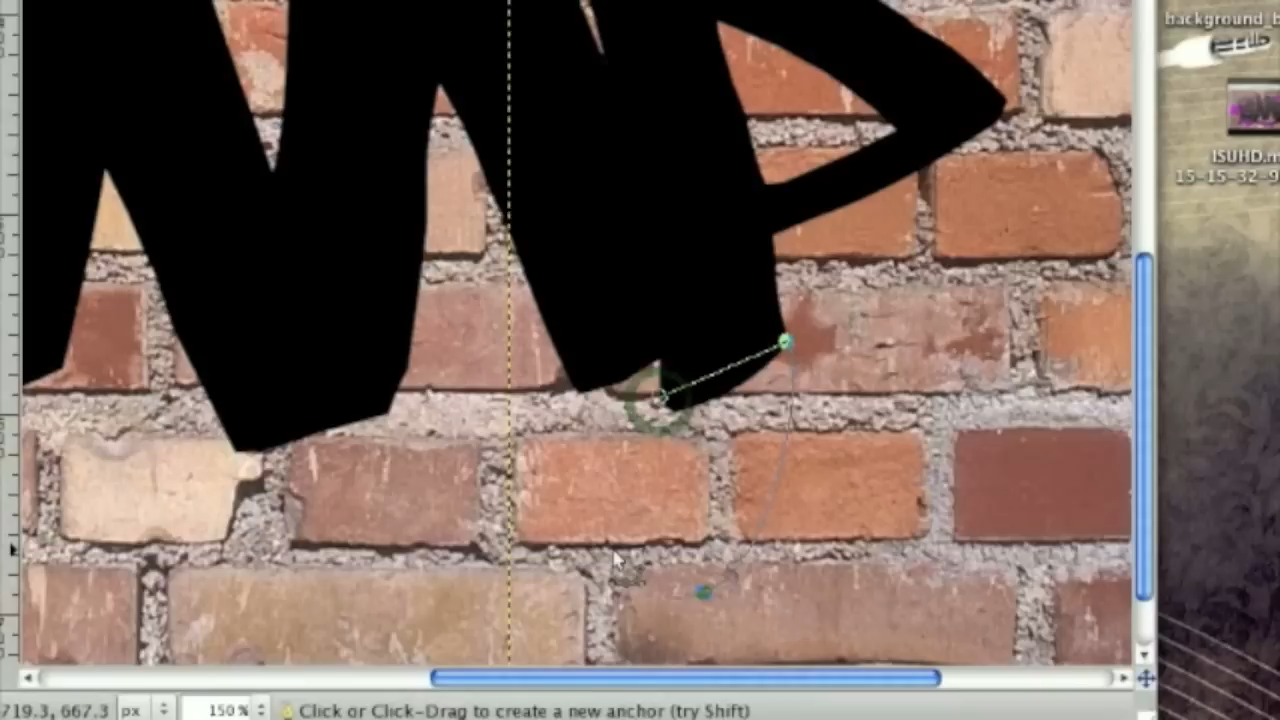 background_b
ISUHD.m
15-15-32-9
719.3, 667.3 px 150 % Click or Click-Drag to create a new anchor (try Shift)